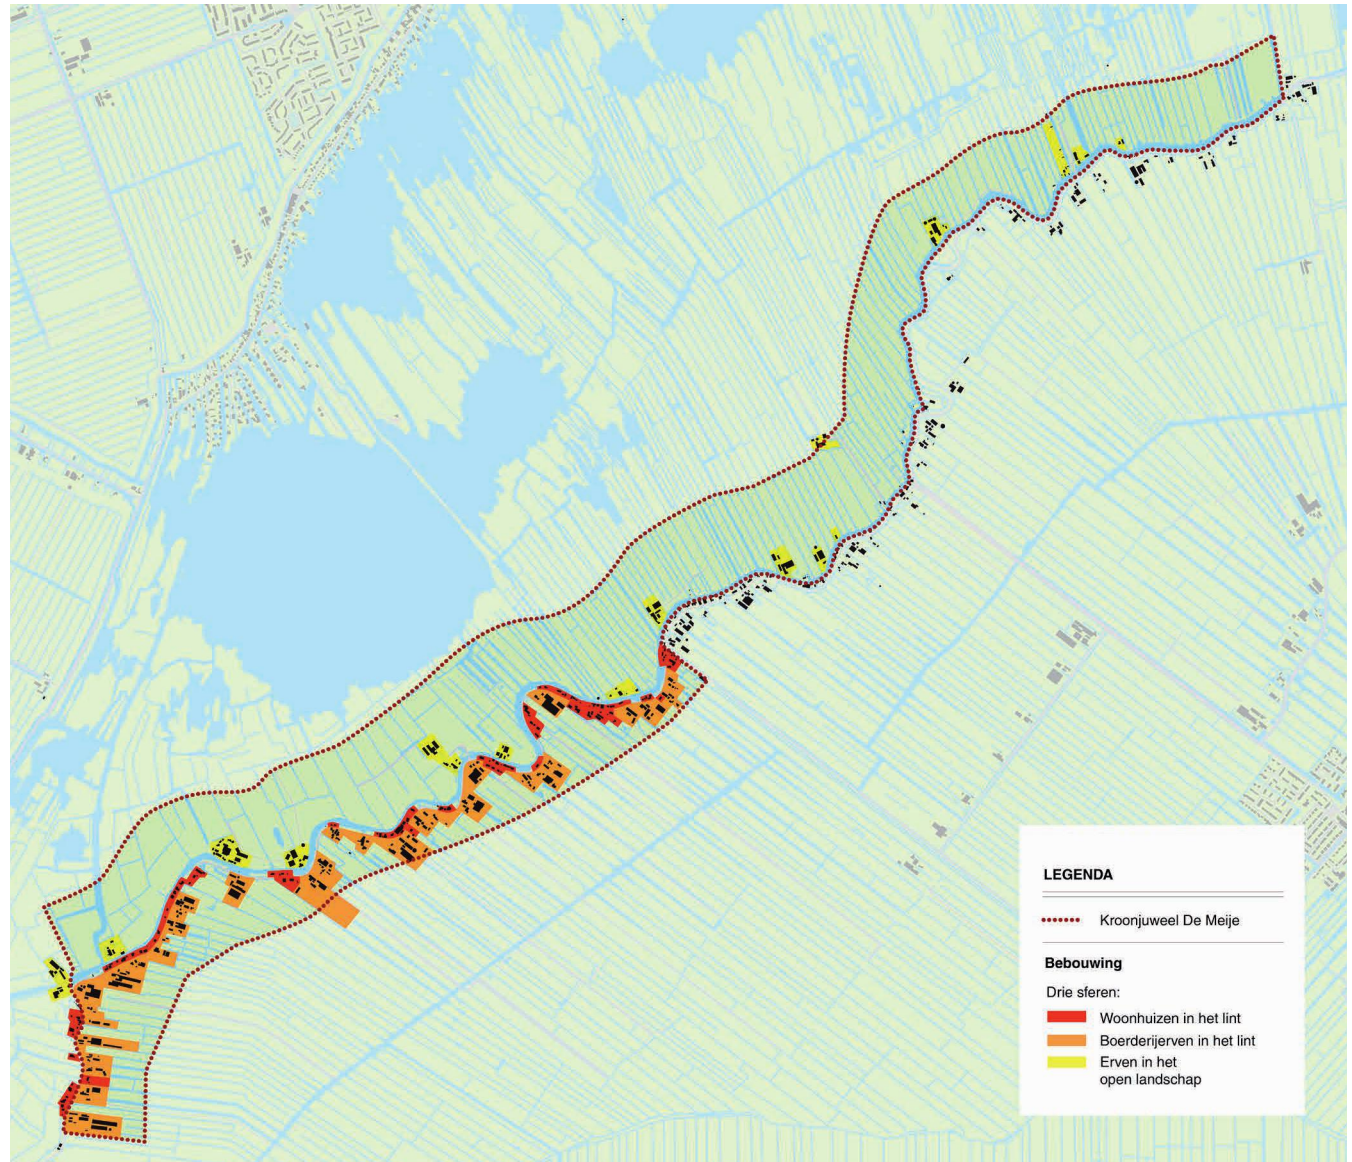 LEGENDA
Kroonjuweel De Meije
Bebouwing
Drie sferen:
Woonhuizen in het lint
Boerderijerven in het lint
Erven in het
open landschap